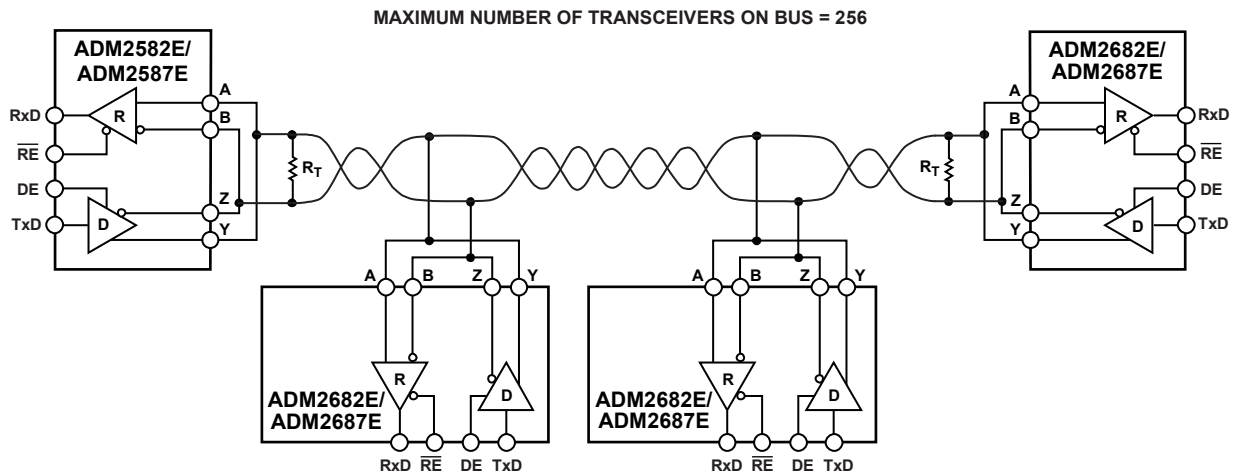 MAXIMUM NUMBER OF TRANSCEIVERS ON BUS = 256
ADM2582E/
ADM2587E
A
B
Z
Y
RxD
RE
DE
TxD
R
D
RT
ADM2682E/
ADM2687E
A
B
Z
Y
R
D
RxD
RE
DE
TxD
RT
A
B
Z
Y
R
D
ADM2682E/
ADM2687E
RxD
RE
DE
TxD
A
B
Z
Y
R
D
ADM2682E/
ADM2687E
RxD
RE
DE
TxD